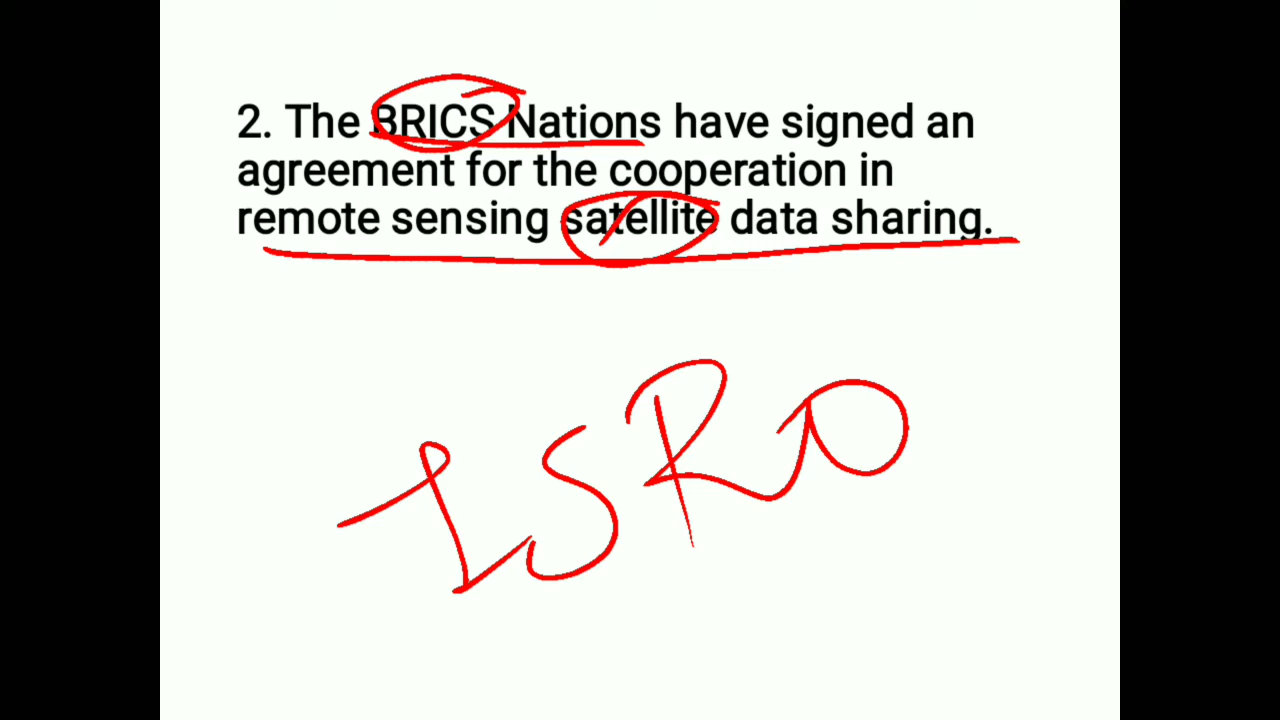 2. The BRICS Nations have signed an
agreement for the cooperation in
remote sensing satellite data sharing.
ISRO